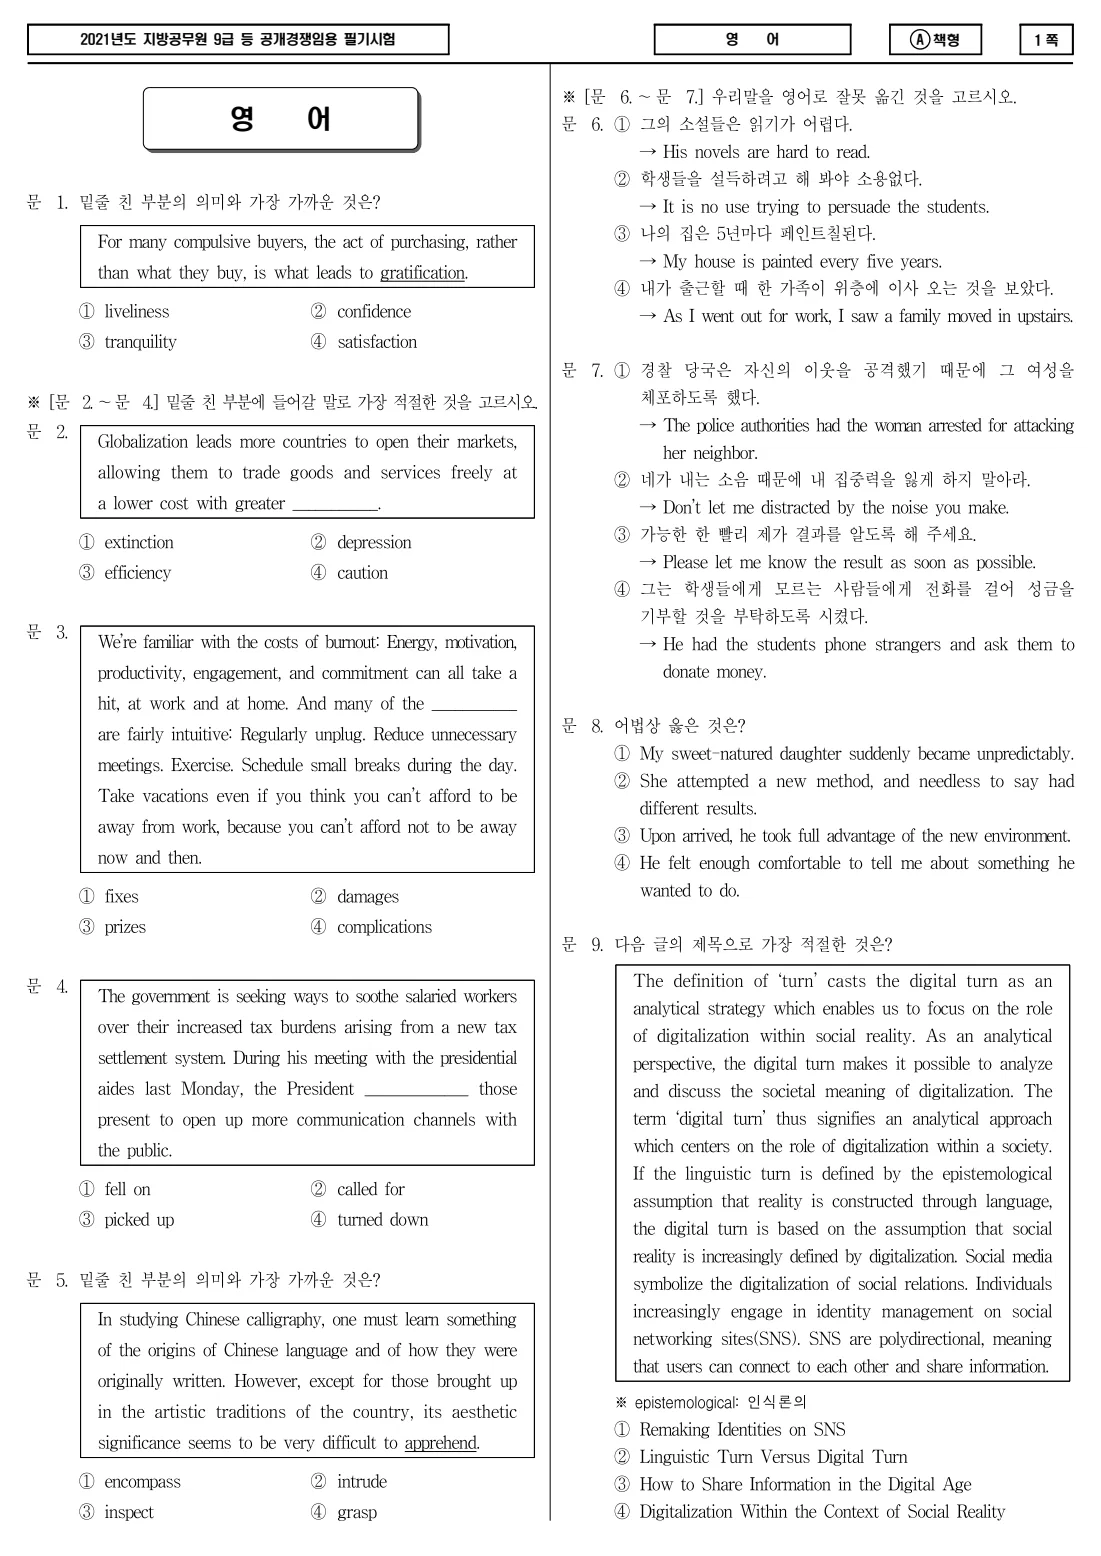 2021년도 지방공무원 9급 등 공개경쟁임용 필기시험
영 어
Ⓐ 책형
1 쪽
영 어
문 1. 밑줄 친 부분의 의미와 가장 가까운 것은?
For many compulsive buyers, the act of purchasing, rather
than what they buy, is what leads to gratification.
① liveliness ② confidence
③ tranquility ④ satisfaction
※ [문 2. ~ 문 4.] 밑줄 친 부분에 들어갈 말로 가장 적절한 것을 고르시오.
문 2.
Globalization leads more countries to open their markets,
allowing them to trade goods and services freely at
a lower cost with greater __________.
① extinction ② depression
③ efficiency ④ caution
문 3.
We’re familiar with the costs of burnout: Energy, motivation,
productivity, engagement, and commitment can all take a
hit, at work and at home. And many of the __________
are fairly intuitive: Regularly unplug. Reduce unnecessary
meetings. Exercise. Schedule small breaks during the day.
Take vacations even if you think you can’t afford to be
away from work, because you can’t afford not to be away
now and then.
① fixes ② damages
③ prizes ④ complications
문 4.
The government is seeking ways to soothe salaried workers
over their increased tax burdens arising from a new tax
settlement system. During his meeting with the presidential
aides last Monday, the President ____________ those
present to open up more communication channels with
the public.
① fell on ② called for
③ picked up ④ turned down
문 5. 밑줄 친 부분의 의미와 가장 가까운 것은?
In studying Chinese calligraphy, one must learn something
of the origins of Chinese language and of how they were
originally written. However, except for those brought up
in the artistic traditions of the country, its aesthetic
significance seems to be very difficult to apprehend.
① encompass ② intrude
③ inspect ④ grasp
※ [문 6. ~ 문 7.] 우리말을 영어로 잘못 옮긴 것을 고르시오.
문 6. ① 그의 소설들은 읽기가 어렵다.
→ His novels are hard to read.
② 학생들을 설득하려고 해 봐야 소용없다.
→ It is no use trying to persuade the students.
③ 나의 집은 5년마다 페인트칠된다.
→ My house is painted every five years.
④ 내가 출근할 때 한 가족이 위층에 이사 오는 것을 보았다.
→ As I went out for work, I saw a family moved in upstairs.
문 7. ① 경찰 당국은 자신의 이웃을 공격했기 때문에 그 여성을
체포하도록 했다.
→ The police authorities had the woman arrested for attacking
her neighbor.
② 네가 내는 소음 때문에 내 집중력을 잃게 하지 말아라.
→ Don’t let me distracted by the noise you make.
③ 가능한 한 빨리 제가 결과를 알도록 해 주세요.
→ Please let me know the result as soon as possible.
④ 그는 학생들에게 모르는 사람들에게 전화를 걸어 성금을
기부할 것을 부탁하도록 시켰다.
→ He had the students phone strangers and ask them to
donate money.
문 8. 어법상 옳은 것은?
① My sweet-natured daughter suddenly became unpredictably.
② She attempted a new method, and needless to say had
different results.
③ Upon arrived, he took full advantage of the new environment.
④ He felt enough comfortable to tell me about something he
wanted to do.
문 9. 다음 글의 제목으로 가장 적절한 것은?
The definition of ‘turn’ casts the digital turn as an
analytical strategy which enables us to focus on the role
of digitalization within social reality. As an analytical
perspective, the digital turn makes it possible to analyze
and discuss the societal meaning of digitalization. The
term ‘digital turn’ thus signifies an analytical approach
which centers on the role of digitalization within a society.
If the linguistic turn is defined by the epistemological
assumption that reality is constructed through language,
the digital turn is based on the assumption that social
reality is increasingly defined by digitalization. Social media
symbolize the digitalization of social relations. Individuals
increasingly engage in identity management on social
networking sites(SNS). SNS are polydirectional, meaning
that users can connect to each other and share information.
※ epistemological: 인식론의
① Remaking Identities on SNS
② Linguistic Turn Versus Digital Turn
③ How to Share Information in the Digital Age
④ Digitalization Within the Context of Social Reality